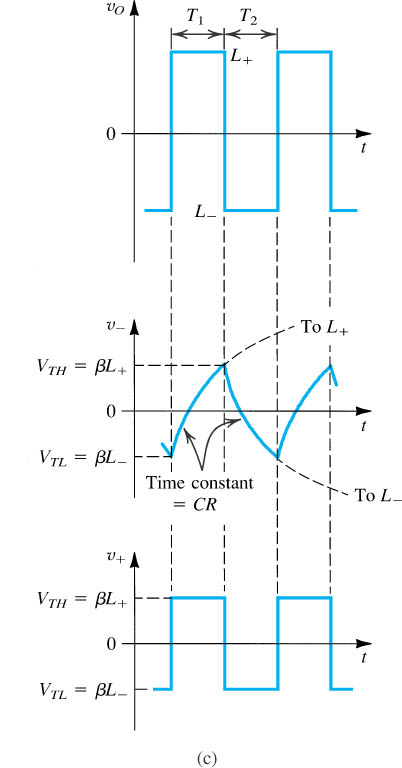 v_O
T_1 T_2
L_+
0
t
L_−
v_−
To L_+
V_TH = βL_+
0
t
V_TL = βL_−
Time constant
= CR
To L_−
v_+
V_TH = βL_+
0
t
V_TL = βL_−
(c)